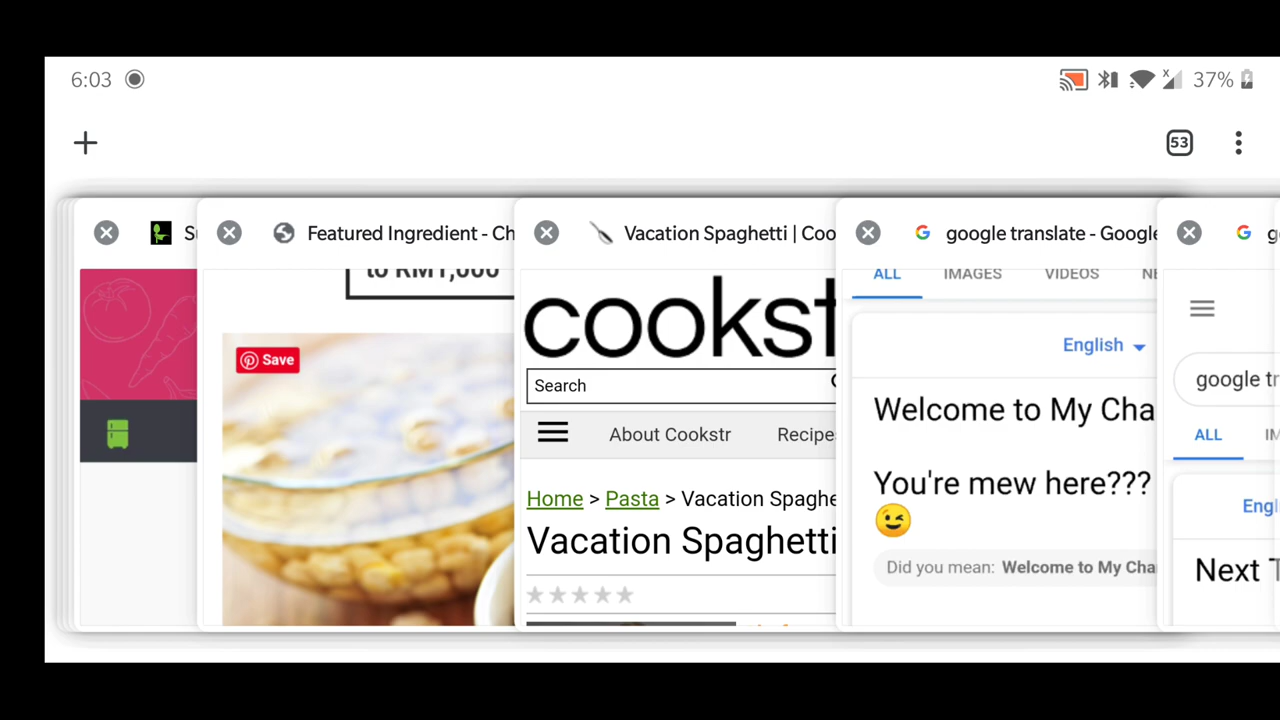 6:03
37%
53
Featured Ingredient - Ch
Vacation Spaghetti | Coo
google translate - Google
to RM1,000
Save
cookst
Search
About Cookstr
Recipe
Home > Pasta > Vacation Spaghe
Vacation Spaghetti
ALL IMAGES VIDEOS NE
English
Welcome to My Cha
You're mew here???
😉
Did you mean: Welcome to My Cha
google tr
ALL IM
Engl
Next